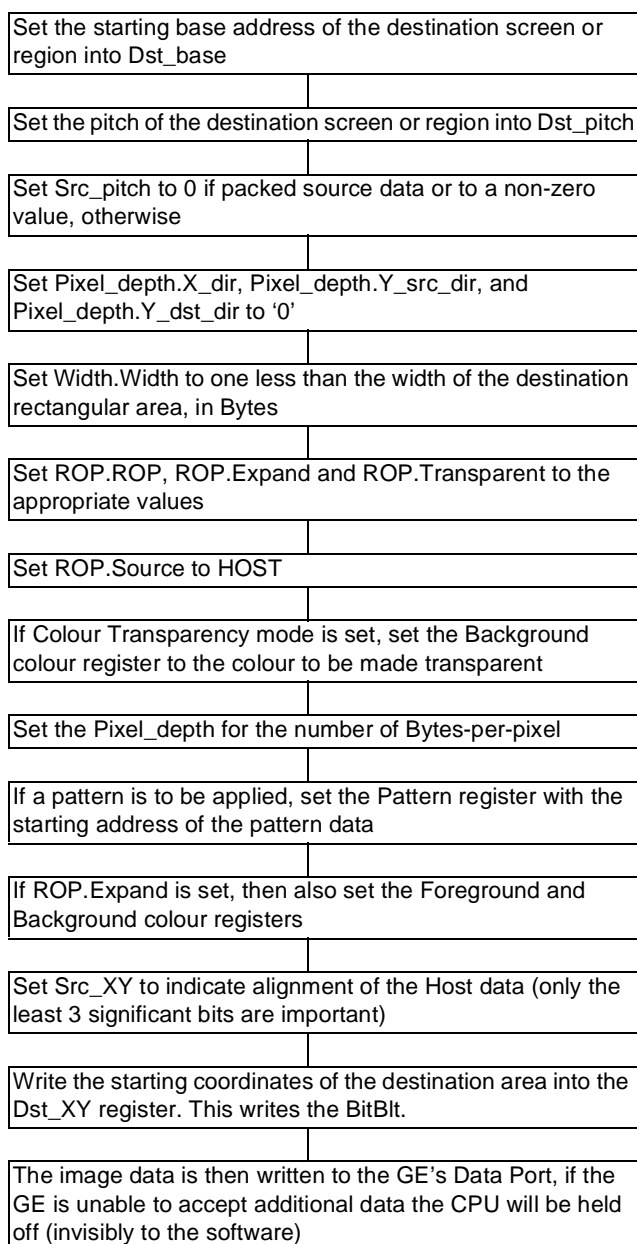 Set the starting base address of the destination screen or
region into Dst_base
Set the pitch of the destination screen or region into Dst_pitch
Set Src_pitch to 0 if packed source data or to a non-zero
value, otherwise
Set Pixel_depth.X_dir, Pixel_depth.Y_src_dir, and
Pixel_depth.Y_dst_dir to ‘0’
Set Width.Width to one less than the width of the destination
rectangular area, in Bytes
Set ROP.ROP, ROP.Expand and ROP.Transparent to the
appropriate values
Set ROP.Source to HOST
If Colour Transparency mode is set, set the Background
colour register to the colour to be made transparent
Set the Pixel_depth for the number of Bytes-per-pixel
If a pattern is to be applied, set the Pattern register with the
starting address of the pattern data
If ROP.Expand is set, then also set the Foreground and
Background colour registers
Set Src_XY to indicate alignment of the Host data (only the
least 3 significant bits are important)
Write the starting coordinates of the destination area into the
Dst_XY register. This writes the BitBlt.
The image data is then written to the GE’s Data Port, if the
GE is unable to accept additional data the CPU will be held
off (invisibly to the software)